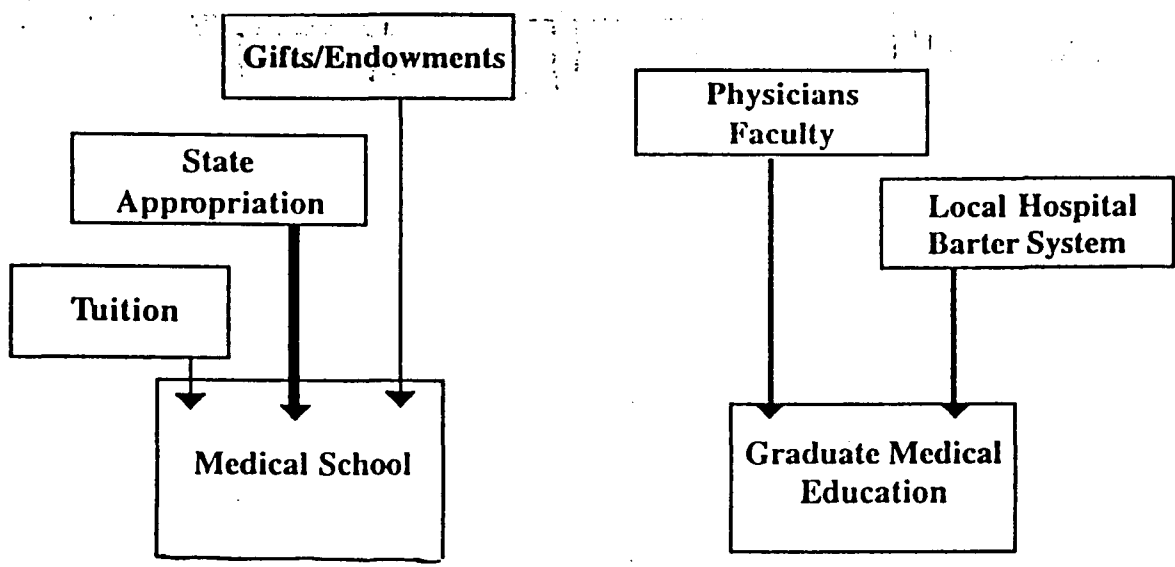 Gifts/Endowments
State
Appropriation
Tuition
Medical School
Physicians
Faculty
Local Hospital
Barter System
Graduate Medical
Education